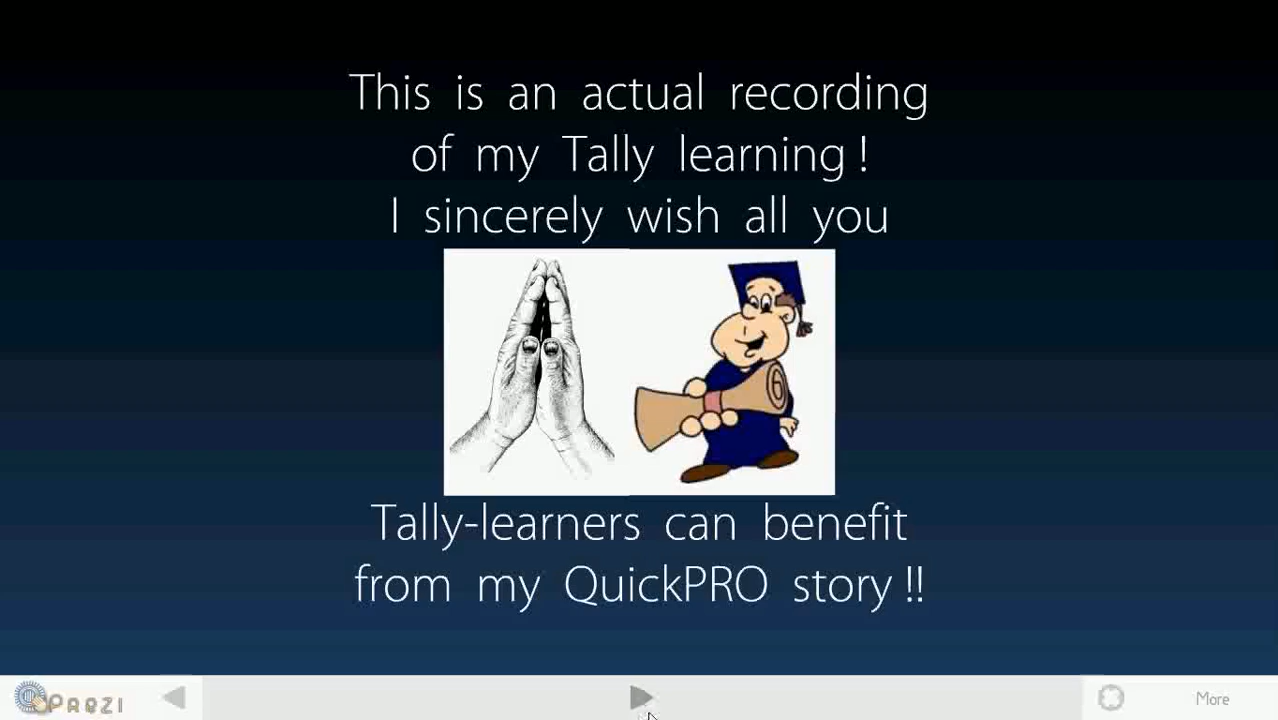 This is an actual recording
of my Tally learning !
I sincerely wish all you
Tally-learners can benefit
from my QuickPRO story !!
PREZI
More